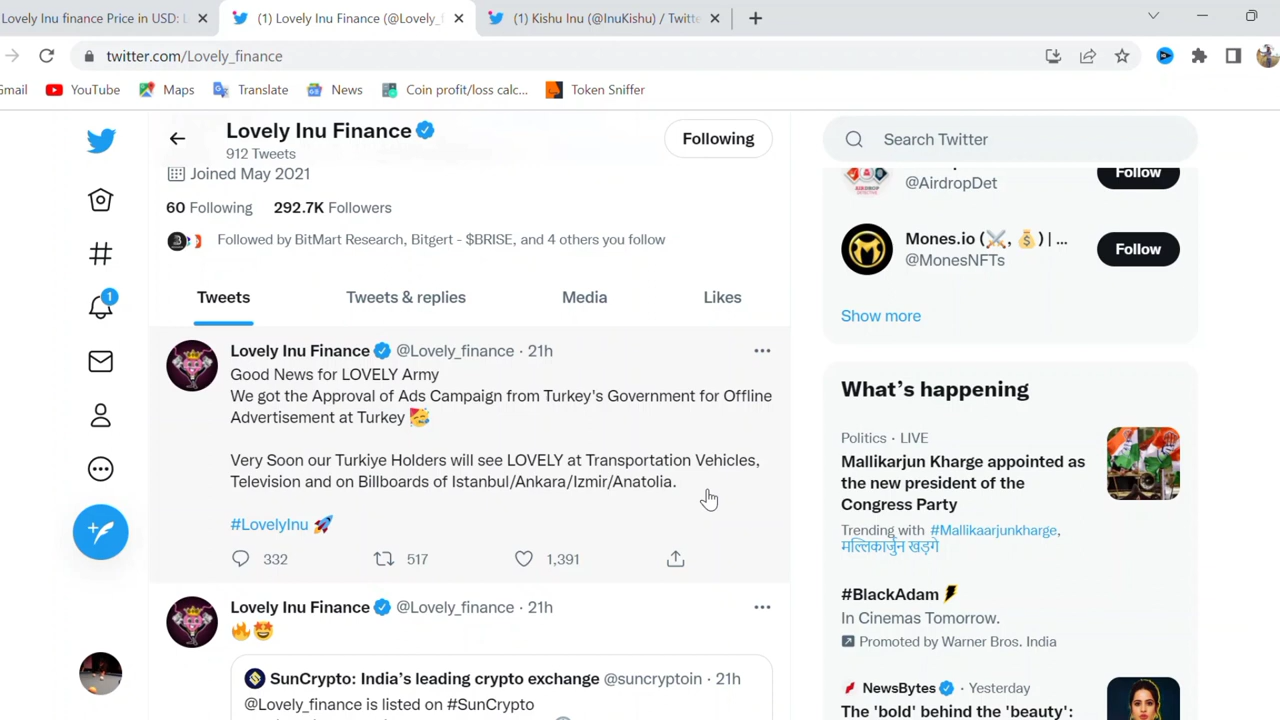 Lovely Inu finance Price in USD: L
(1) Lovely Inu Finance (@Lovely_f
(1) Kishu Inu (@InuKishu) / Twitte
twitter.com/Lovely_finance
Gmail
YouTube
Maps
Translate
News
Coin profit/loss calc...
Token Sniffer
Lovely Inu Finance
912 Tweets
Following
Joined May 2021
60 Following 292.7K Followers
Followed by BitMart Research, Bitgert - $BRISE, and 4 others you follow
Tweets
Tweets & replies
Media
Likes
Lovely Inu Finance @Lovely_finance · 21h
Good News for LOVELY Army
We got the Approval of Ads Campaign from Turkey's Government for Offline
Advertisement at Turkey 🥳
Very Soon our Turkiye Holders will see LOVELY at Transportation Vehicles,
Television and on Billboards of Istanbul/Ankara/Izmir/Anatolia.
#LovelyInu 🚀
332
517
1,391
Lovely Inu Finance @Lovely_finance · 21h
🔥🤩
SunCrypto: India's leading crypto exchange @suncryptoin · 21h
@Lovely_finance is listed on #SunCrypto
1
Search Twitter
@AirdropDet
Follow
Mones.io (⚔️, 💰) | ...
@MonesNFTs
Follow
Show more
What's happening
Politics · LIVE
Mallikarjun Kharge appointed as
the new president of the
Congress Party
Trending with #Mallikaarjunkharge,
मल्लिकार्जुन खड़गे
#BlackAdam
In Cinemas Tomorrow.
Promoted by Warner Bros. India
NewsBytes · Yesterday
The 'bold' behind the 'beauty':